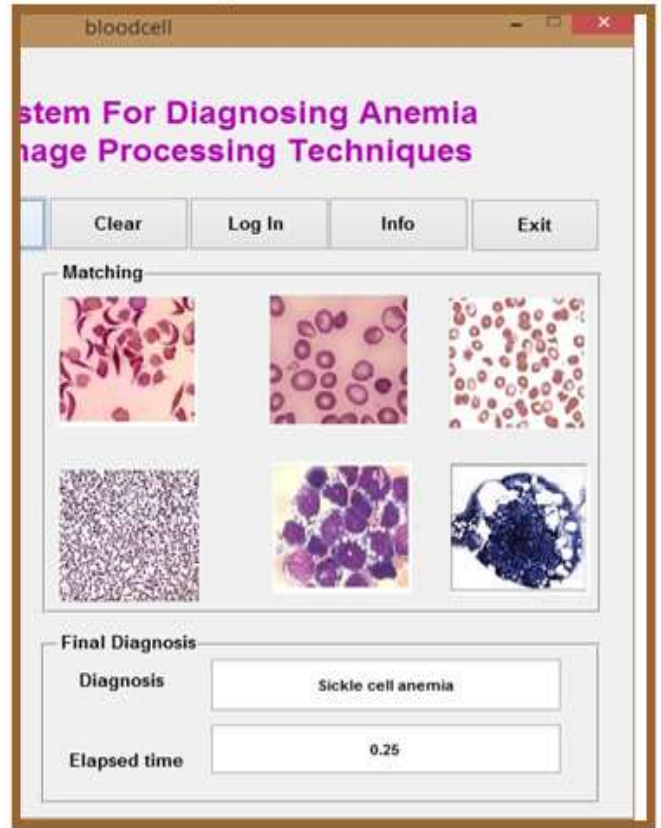 bloodcell
stem For Diagnosing Anemia
nage Processing Techniques
Clear Log In Info Exit
Matching
Final Diagnosis
Diagnosis Sickle cell anemia
Elapsed time 0.25